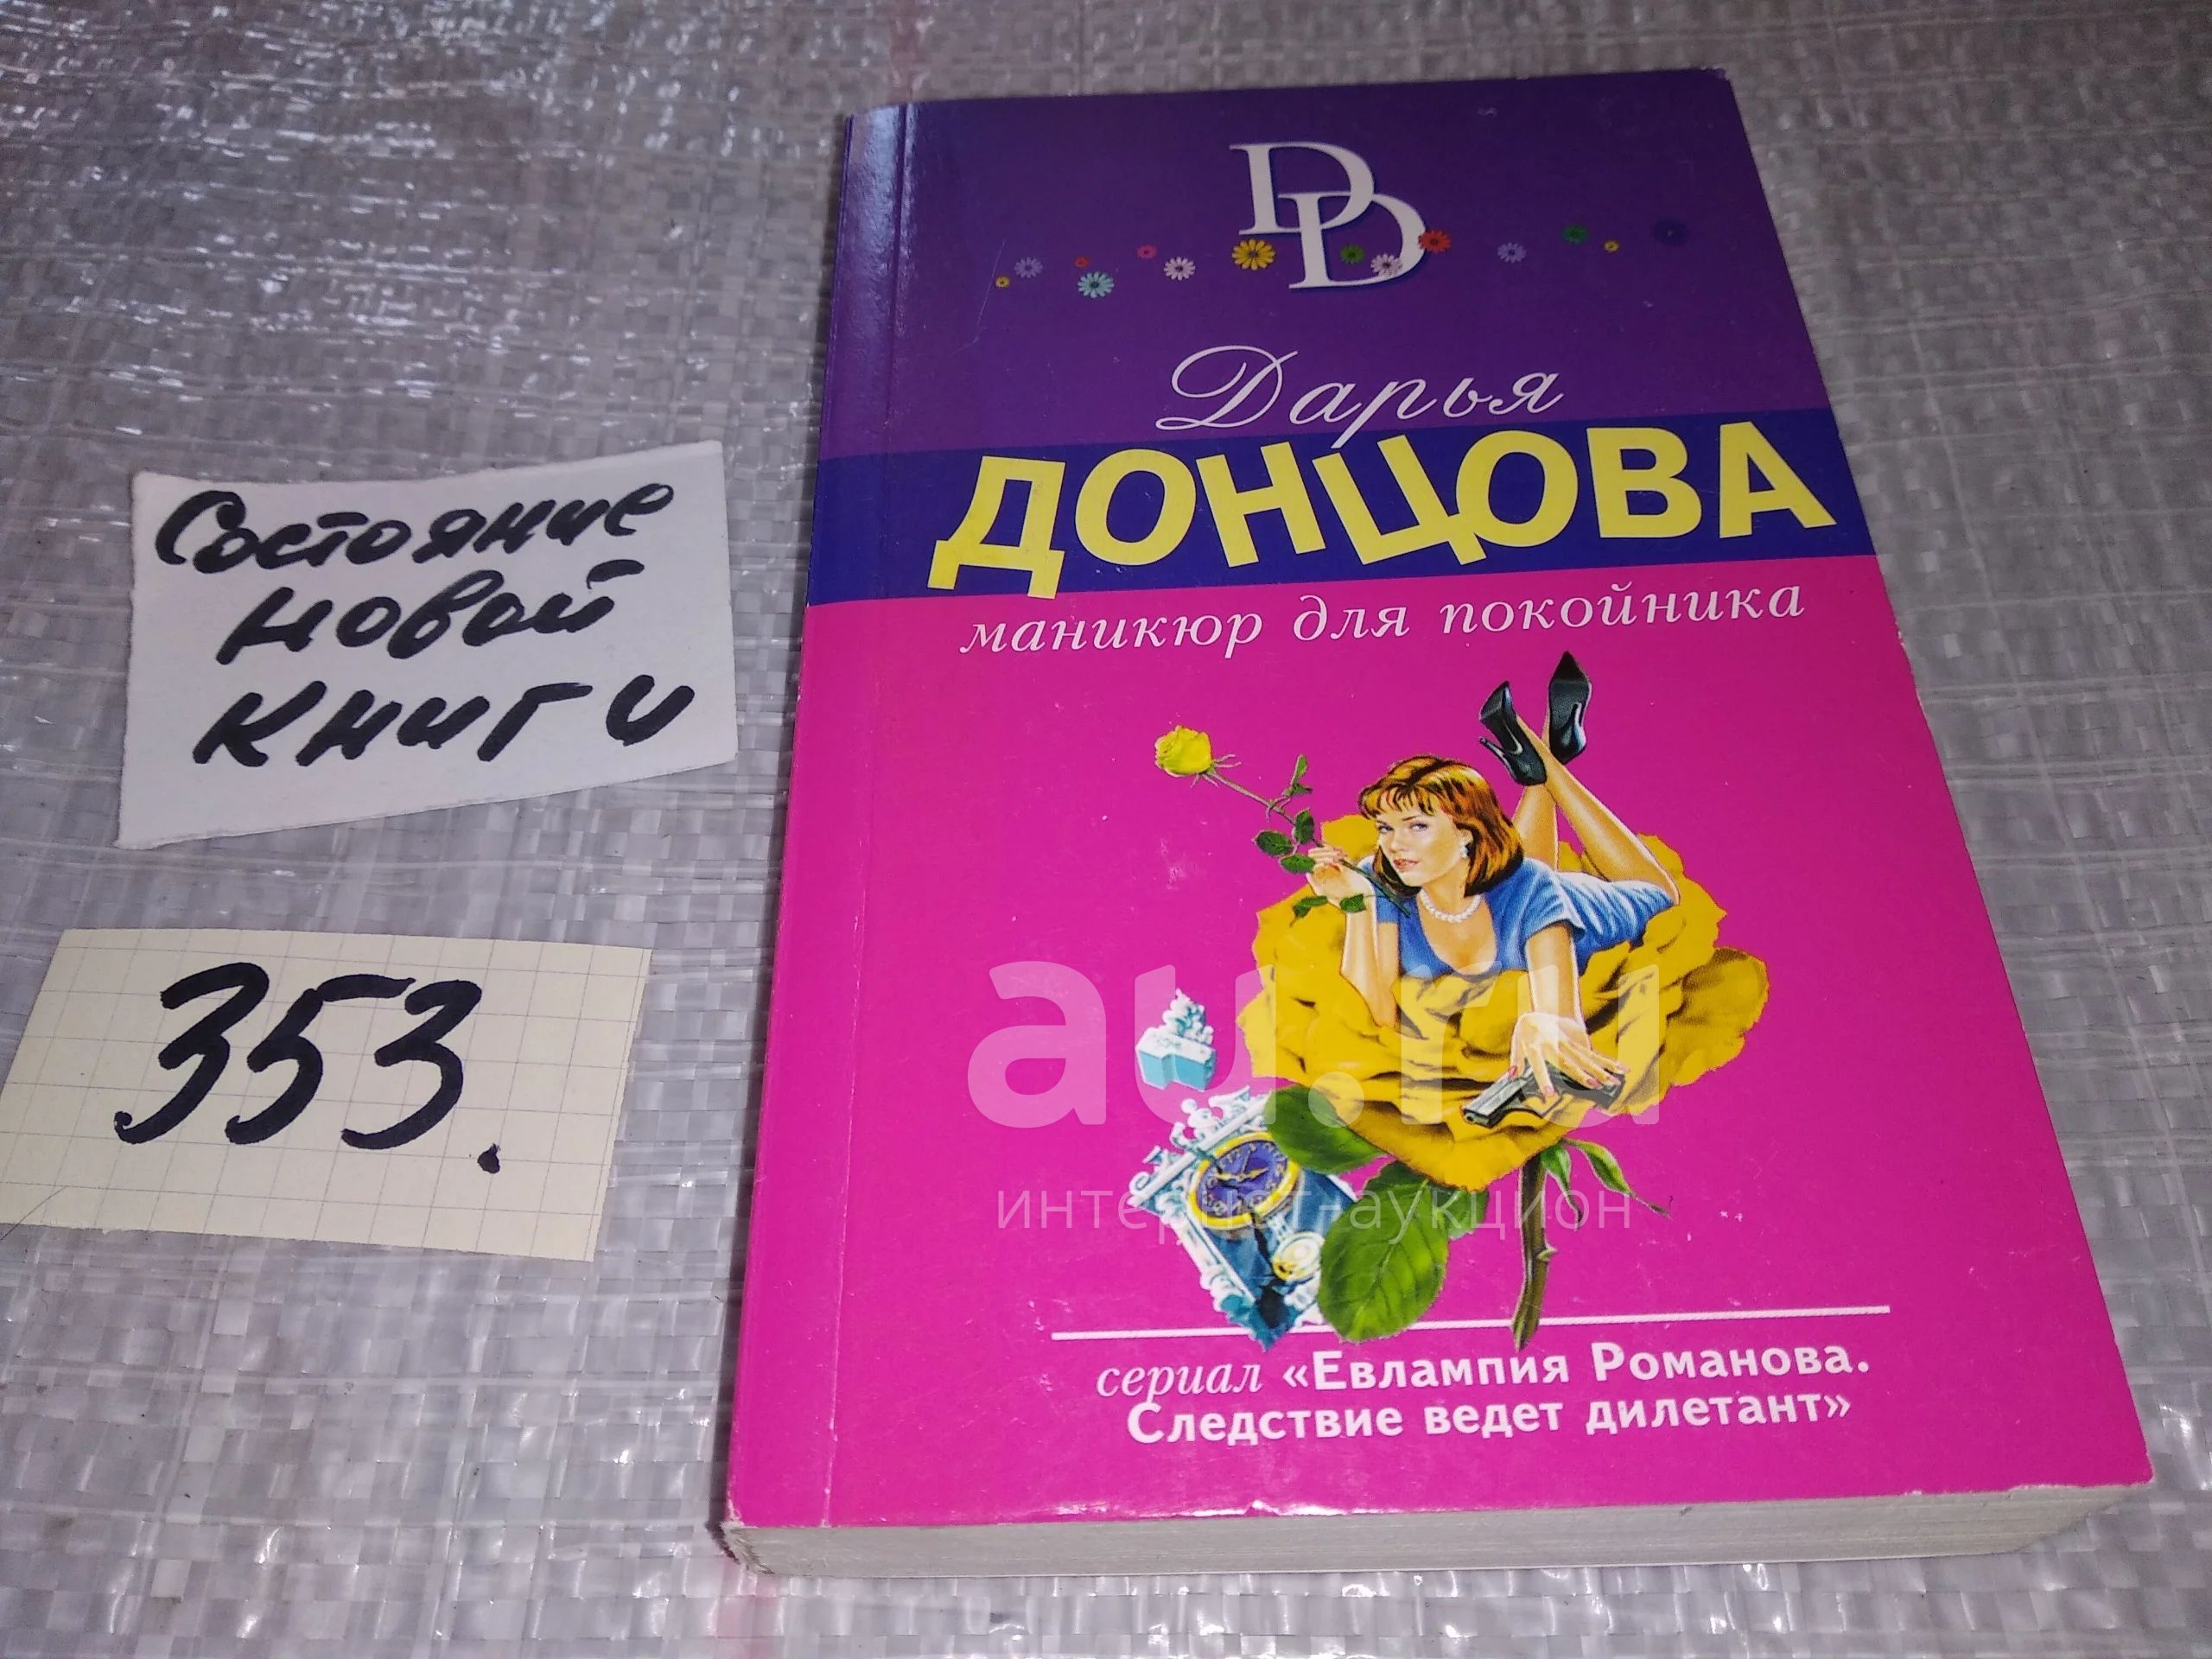 DD
Дарья
ДОНЦОВА
маникюр для покойника
Состояние
новой
книги
353.
au.ru
интернет-аукцион
сериал «Евлампия Романова.
Следствие ведет дилетант»